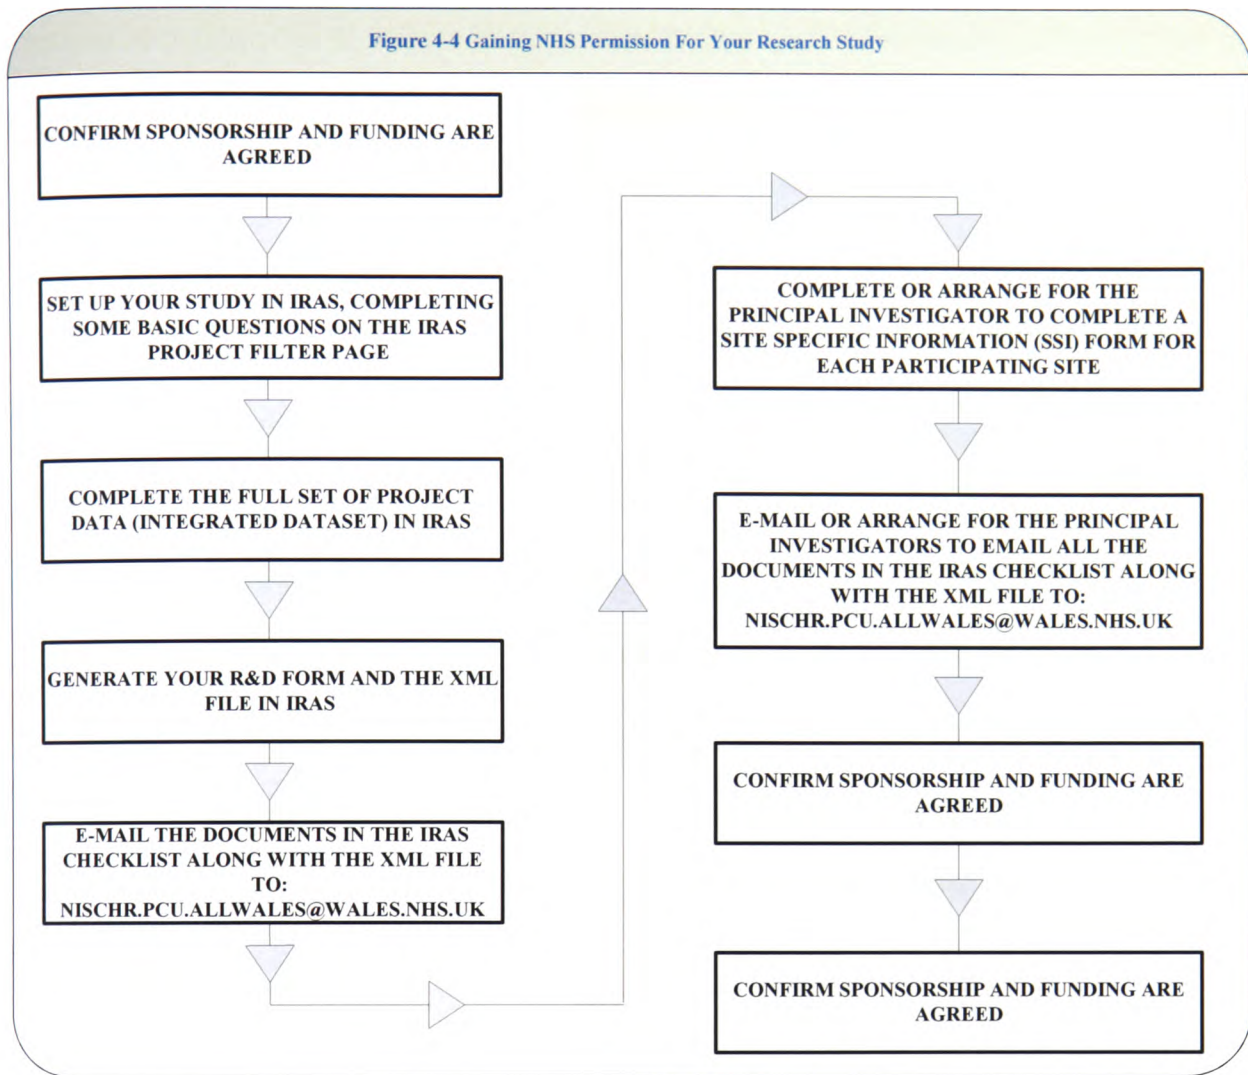 Figure 4-4 Gaining NHS Permission For Your Research Study
CONFIRM SPONSORSHIP AND FUNDING ARE
AGREED
SET UP YOUR STUDY IN IRAS, COMPLETING
SOME BASIC QUESTIONS ON THE IRAS
PROJECT FILTER PAGE
COMPLETE THE FULL SET OF PROJECT
DATA (INTEGRATED DATASET) IN IRAS
GENERATE YOUR R&D FORM AND THE XML
FILE IN IRAS
E-MAIL THE DOCUMENTS IN THE IRAS
CHECKLIST ALONG WITH THE XML FILE
TO:
NISCHR.PCU.ALLWALES@WALES.NHS.UK
COMPLETE OR ARRANGE FOR THE
PRINCIPAL INVESTIGATOR TO COMPLETE A
SITE SPECIFIC INFORMATION (SSI) FORM FOR
EACH PARTICIPATING SITE
E-MAIL OR ARRANGE FOR THE PRINCIPAL
INVESTIGATORS TO EMAIL ALL THE
DOCUMENTS IN THE IRAS CHECKLIST ALONG
WITH THE XML FILE TO:
NISCHR.PCU.ALLWALES@WALES.NHS.UK
CONFIRM SPONSORSHIP AND FUNDING ARE
AGREED
CONFIRM SPONSORSHIP AND FUNDING ARE
AGREED